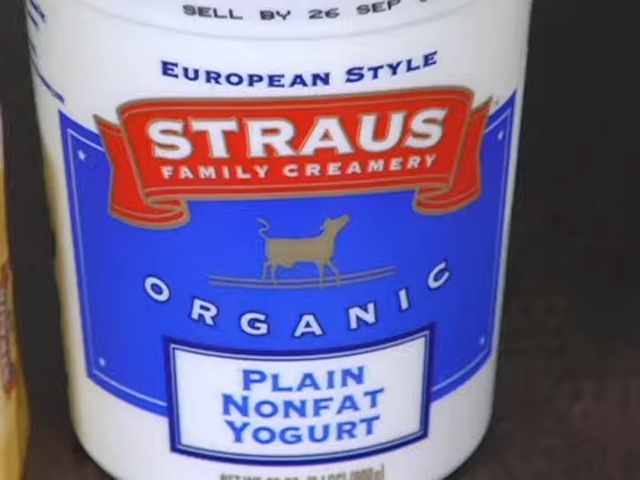 SELL BY 26 SEP
EUROPEAN STYLE
STRAUS
FAMILY CREAMERY
ORGANIC
PLAIN
NONFAT
YOGURT